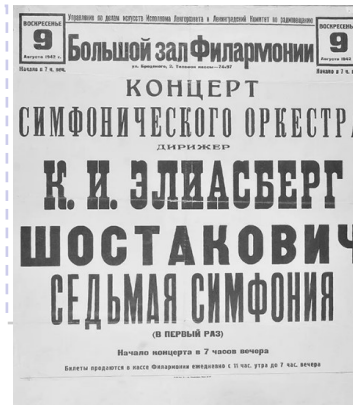 Управление по делам искусств Исполкома Ленгорсовета и Ленинградский Комитет по радиовещанию
ВОСКРЕСЕНЬЕ
9
Августа 1942 г.
Начало в 7 ч. веч.
Большой зал Филармонии
ВОСКРЕСЕНЬЕ
9
Августа 1942
Начало в 7 ч.
КОНЦЕРТ
СИМФОНИЧЕСКОГО ОРКЕСТРА
ДИРИЖЕР
К. И. ЭЛИАСБЕРГ
ШОСТАКОВИЧ
СЕДЬМАЯ СИМФОНИЯ
(В ПЕРВЫЙ РАЗ)
Начало концерта в 7 часов вечера
Билеты продаются в кассе Филармонии ежедневно с 11 час. утра до 7 час. вечера